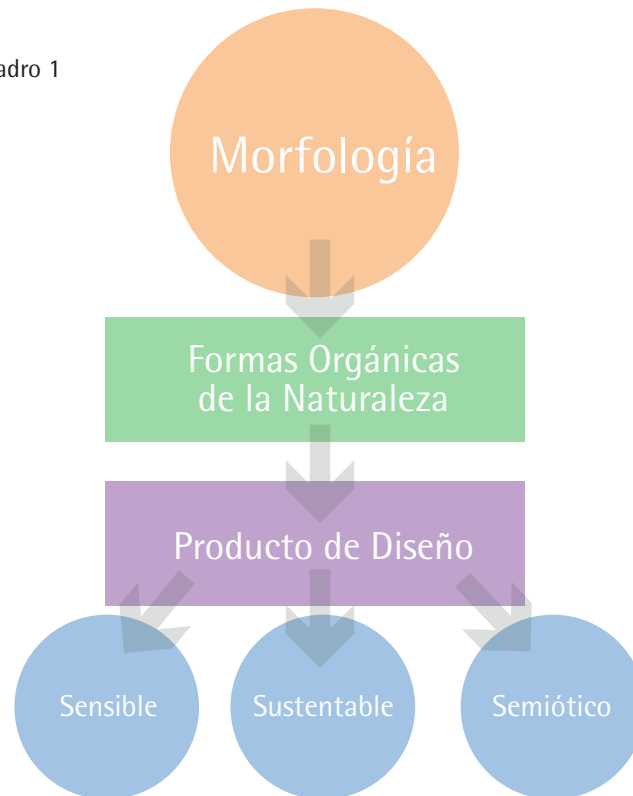 adro 1
Morfología
Formas Orgánicas
de la Naturaleza
Producto de Diseño
Sensible
Sustentable
Semiótico